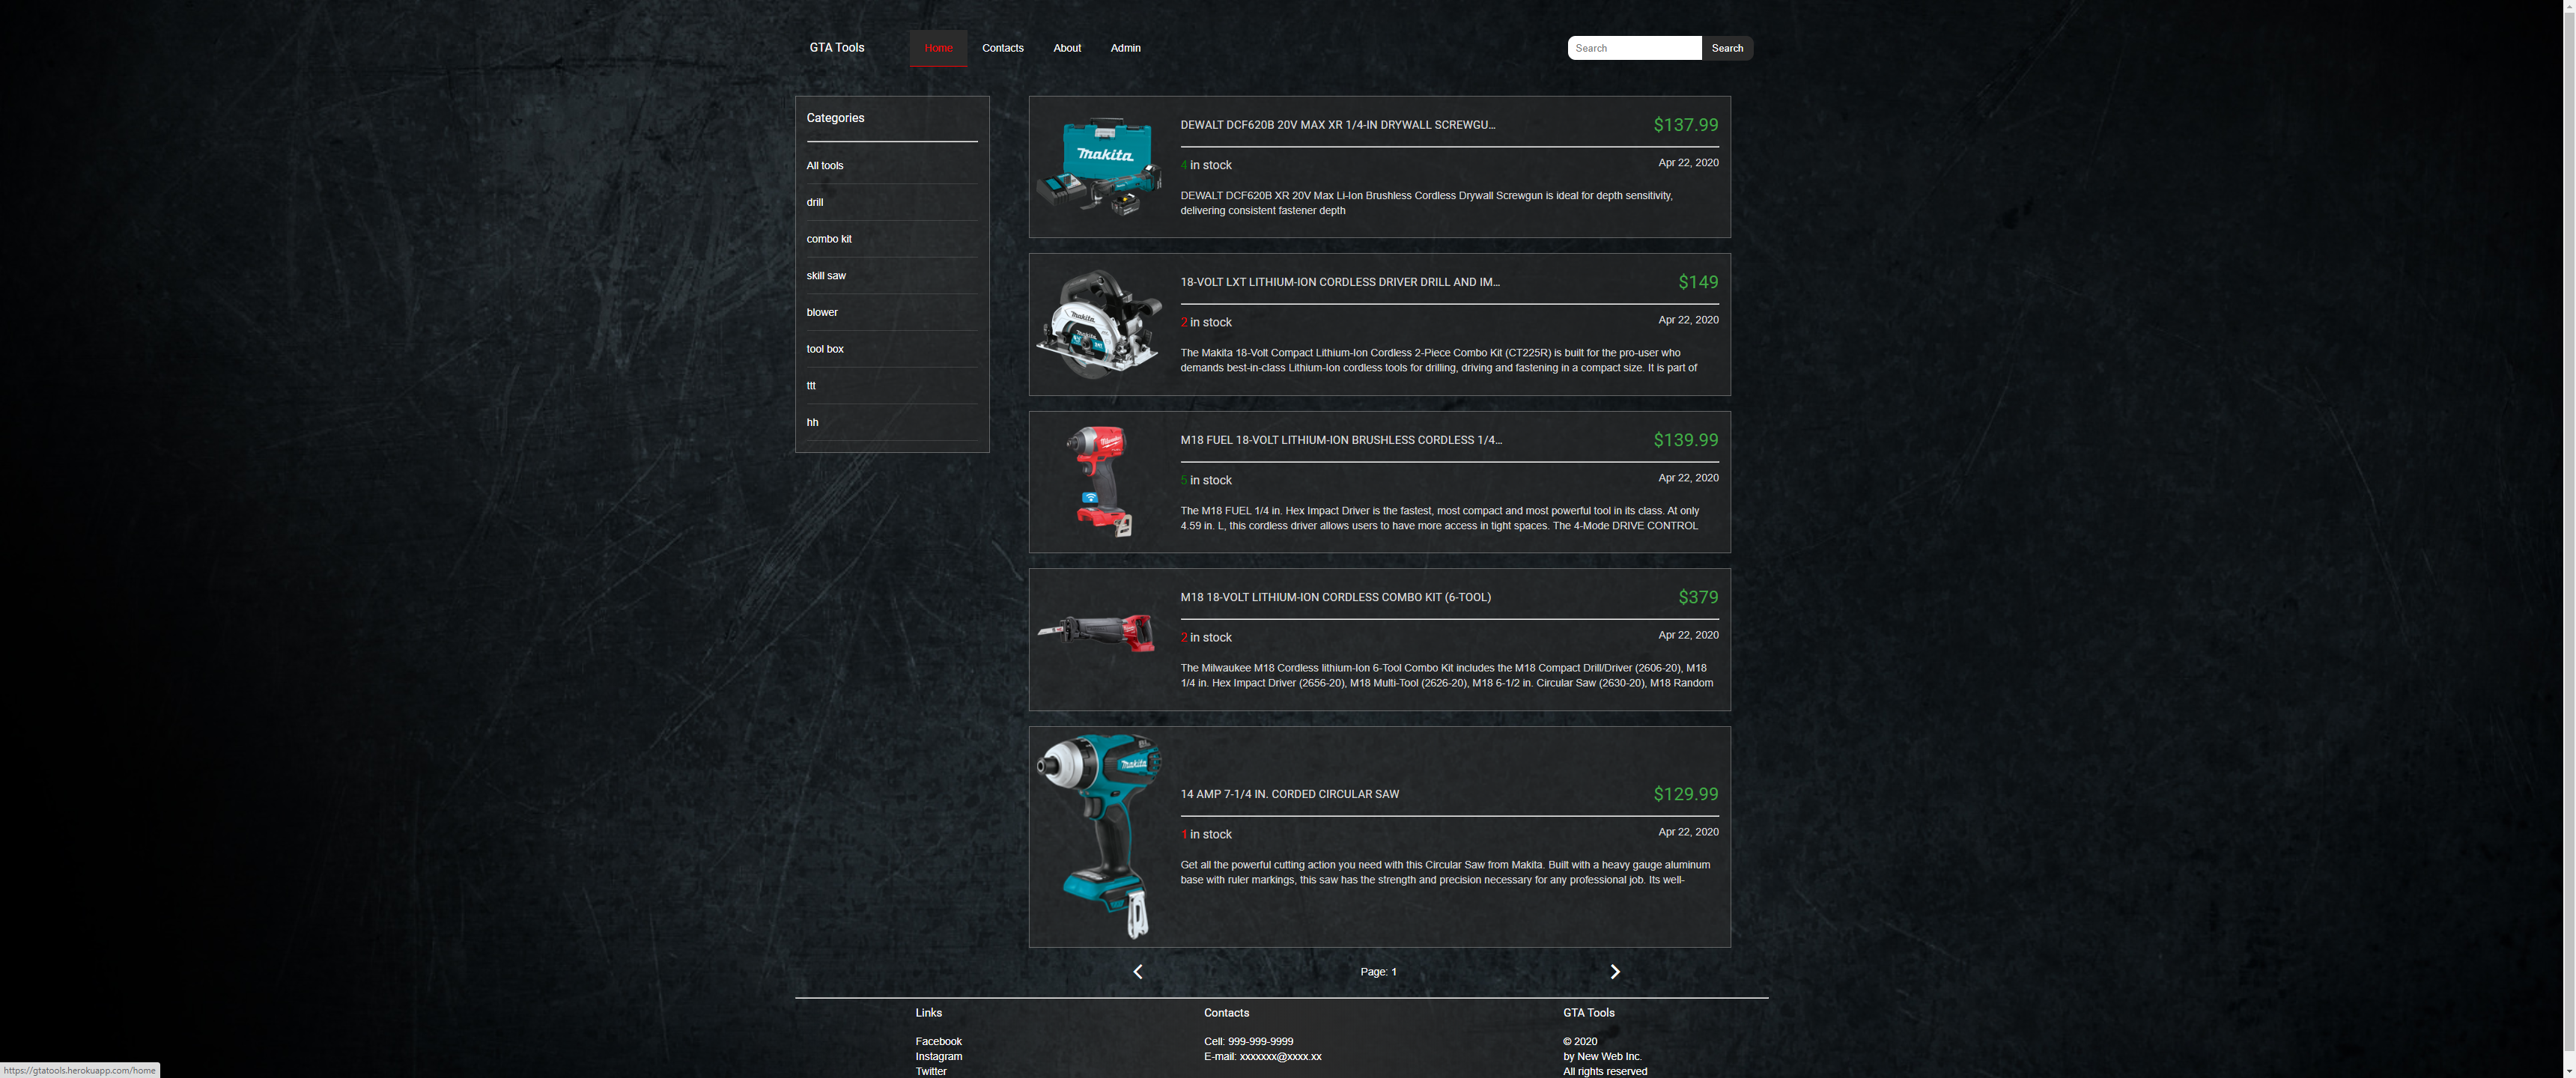 GTA Tools
Home
Contacts
About
Admin
Search
Search
Categories
All tools
drill
combo kit
skill saw
blower
tool box
ttt
hh
makita
DEWALT DCF620B 20V MAX XR 1/4-IN DRYWALL SCREWGU...
$137.99
4 in stock
Apr 22, 2020
DEWALT DCF620B XR 20V Max Li-Ion Brushless Cordless Drywall Screwgun is ideal for depth sensitivity,
delivering consistent fastener depth
makita
18-VOLT LXT LITHIUM-ION CORDLESS DRIVER DRILL AND IM...
$149
2 in stock
Apr 22, 2020
The Makita 18-Volt Compact Lithium-Ion Cordless 2-Piece Combo Kit (CT225R) is built for the pro-user who
demands best-in-class Lithium-Ion cordless tools for drilling, driving and fastening in a compact size. It is part of
Milwaukee
M18 FUEL 18-VOLT LITHIUM-ION BRUSHLESS CORDLESS 1/4...
$139.99
5 in stock
Apr 22, 2020
The M18 FUEL 1/4 in. Hex Impact Driver is the fastest, most compact and most powerful tool in its class. At only
4.59 in. L, this cordless driver allows users to have more access in tight spaces. The 4-Mode DRIVE CONTROL
M18 18-VOLT LITHIUM-ION CORDLESS COMBO KIT (6-TOOL)
$379
2 in stock
Apr 22, 2020
The Milwaukee M18 Cordless lithium-Ion 6-Tool Combo Kit includes the M18 Compact Drill/Driver (2606-20), M18
1/4 in. Hex Impact Driver (2656-20), M18 Multi-Tool (2626-20), M18 6-1/2 in. Circular Saw (2630-20), M18 Random
makita
14 AMP 7-1/4 IN. CORDED CIRCULAR SAW
$129.99
1 in stock
Apr 22, 2020
Get all the powerful cutting action you need with this Circular Saw from Makita. Built with a heavy gauge aluminum
base with ruler markings, this saw has the strength and precision necessary for any professional job. Its well-
Page: 1
Links
Facebook
Instagram
Twitter
Contacts
Cell: 999-999-9999
E-mail: xxxxxxx@xxxx.xx
GTA Tools
© 2020
by New Web Inc.
All rights reserved
https://gtatools.herokuapp.com/home